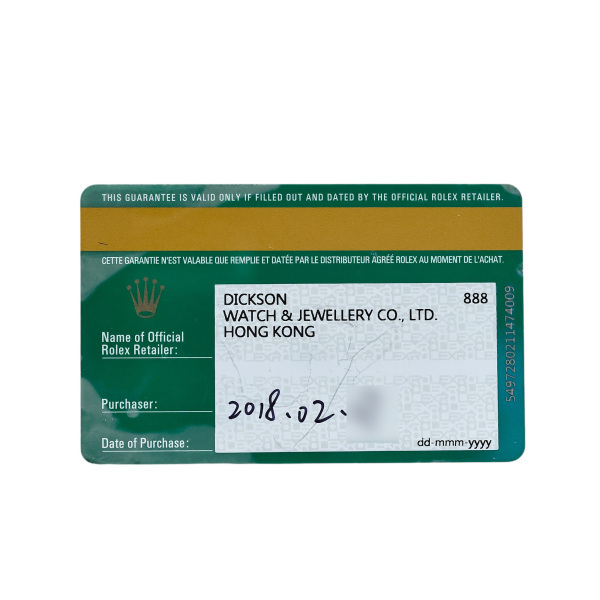 THIS GUARANTEE IS VALID ONLY IF FILLED OUT AND DATED BY THE OFFICIAL ROLEX RETAILER.
CETTE GARANTIE N'EST VALABLE QUE REMPLIE ET DATÉE PAR LE DISTRIBUTEUR AGRÉÉ ROLEX AU MOMENT DE L'ACHAT.
DICKSON 888
WATCH & JEWELLERY CO., LTD.
HONG KONG
Name of Official
Rolex Retailer:
Purchaser:
2018.02.
Date of Purchase:
dd-mmm-yyyy
5497280211474009